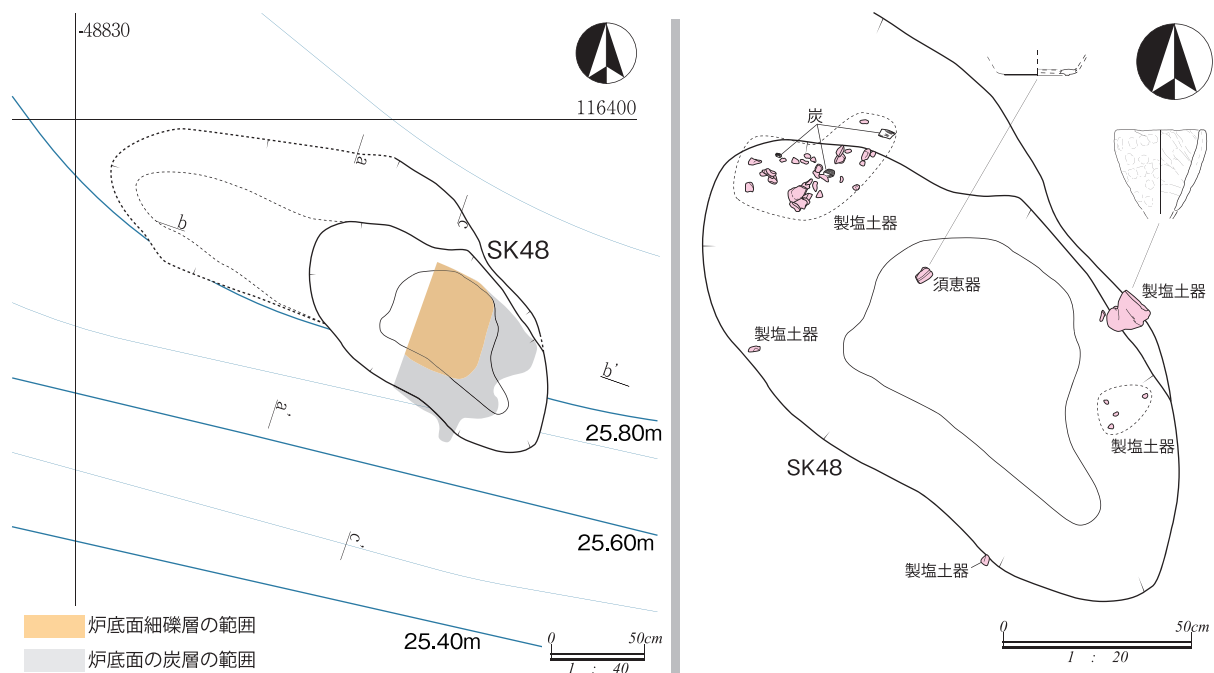 -48830
116400
a
c
b
SK48
b'
a'
25.80m
c'
25.60m
25.40m
炉底面細礫層の範囲
炉底面の炭層の範囲
0 50cm
1 : 40
炭
製塩土器
須恵器
製塩土器
製塩土器
製塩土器
SK48
製塩土器
0 50cm
1 : 20